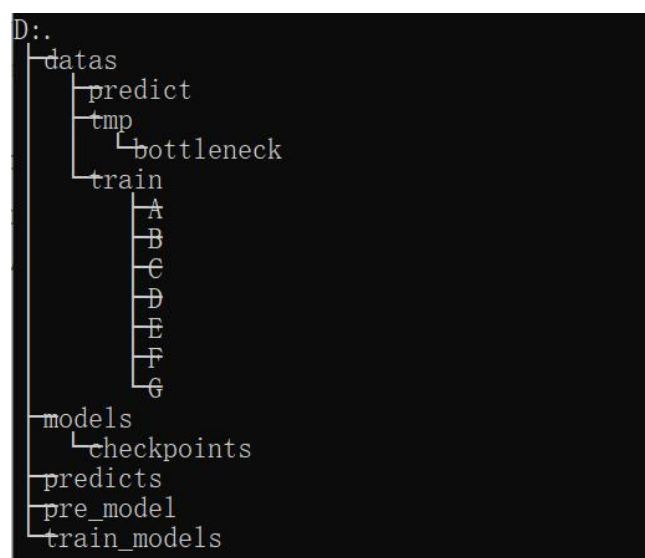 D:.
├─datas
│  ├─predict
│  ├─tmp
│  │  └─bottleneck
│  └─train
│      ├─A
│      ├─B
│      ├─C
│      ├─D
│      ├─E
│      ├─F
│      └─G
├─models
│  └─checkpoints
├─predicts
├─pre_model
└─train_models